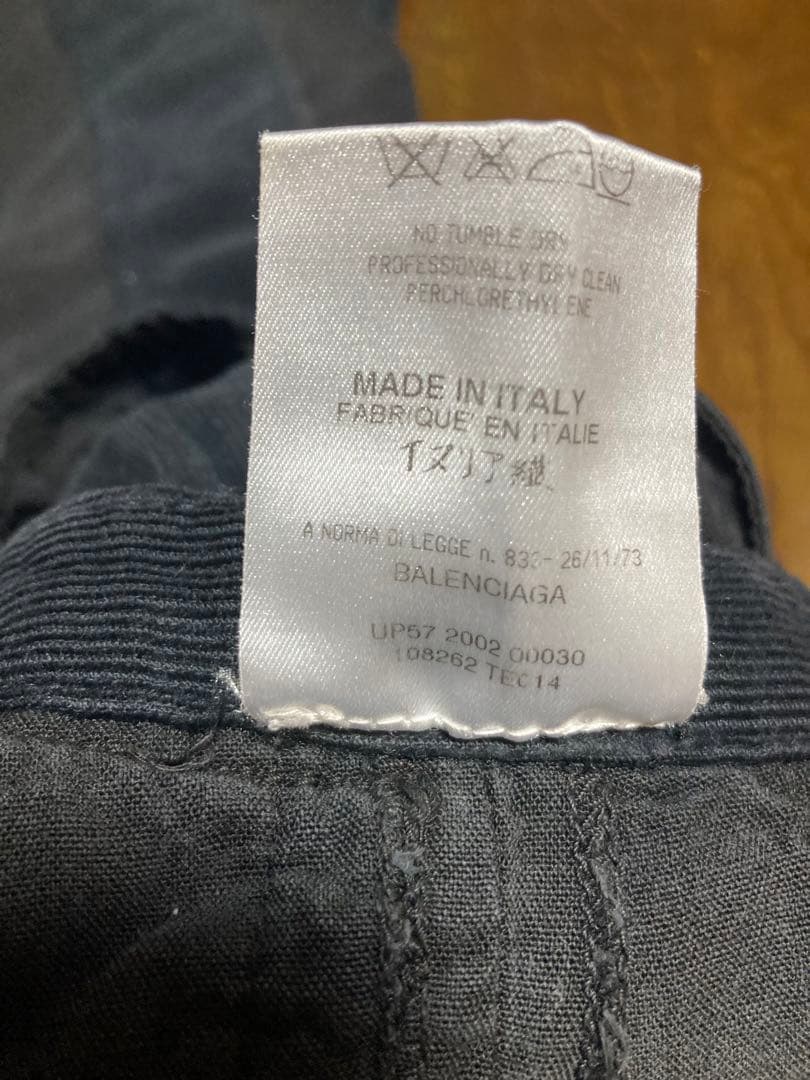 NO TUMBLE DRY
PROFESSIONALLY DRY CLEAN
PERCHLORETHYLENE
MADE IN ITALY
FABRIQUE' EN ITALIE
イタリア製
A NORMA DI LEGGE n. 833- 26/11/73
BALENCIAGA
UP57 2002 00030
108262 TEC14